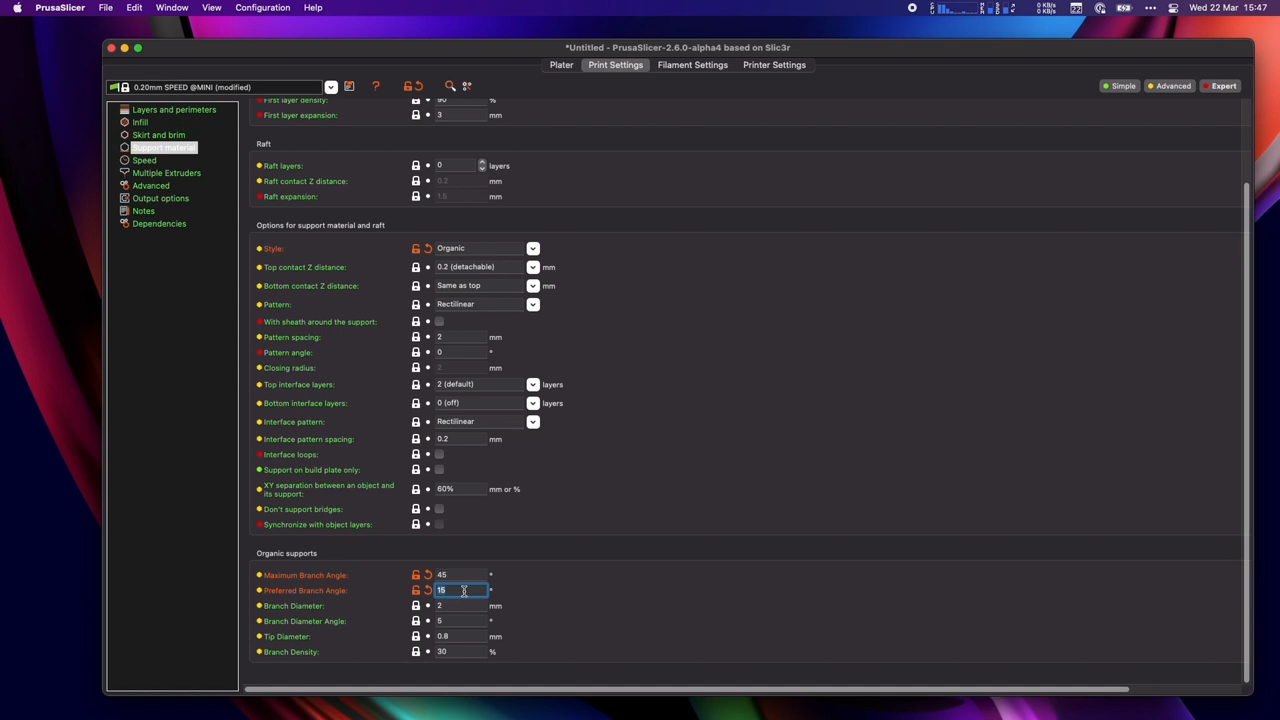 PrusaSlicer File Edit Window View Configuration Help 0 KB/s 0 KB/s Wed 22 Mar 15:47
*Untitled - PrusaSlicer-2.6.0-alpha4 based on Slic3r
Plater Print Settings Filament Settings Printer Settings
0.20mm SPEED @MINI (modified) ? Simple Advanced Expert
Layers and perimeters
Infill
Skirt and brim
Support material
Speed
Multiple Extruders
Advanced
Output options
Notes
Dependencies
First layer density: 90 %
First layer expansion: 3 mm
Raft
Raft layers: 0 layers
Raft contact Z distance: 0.2 mm
Raft expansion: 1.5 mm
Options for support material and raft
Style: Organic
Top contact Z distance: 0.2 (detachable) mm
Bottom contact Z distance: Same as top mm
Pattern: Rectilinear
With sheath around the support:
Pattern spacing: 2 mm
Pattern angle: 0 °
Closing radius: 2 mm
Top interface layers: 2 (default) layers
Bottom interface layers: 0 (off) layers
Interface pattern: Rectilinear
Interface pattern spacing: 0.2 mm
Interface loops:
Support on build plate only:
XY separation between an object and
its support: 60% mm or %
Don't support bridges:
Synchronize with object layers:
Organic supports
Maximum Branch Angle: 45 °
Preferred Branch Angle: 15 °
Branch Diameter: 2 mm
Branch Diameter Angle: 5 °
Tip Diameter: 0.8 mm
Branch Density: 30 %